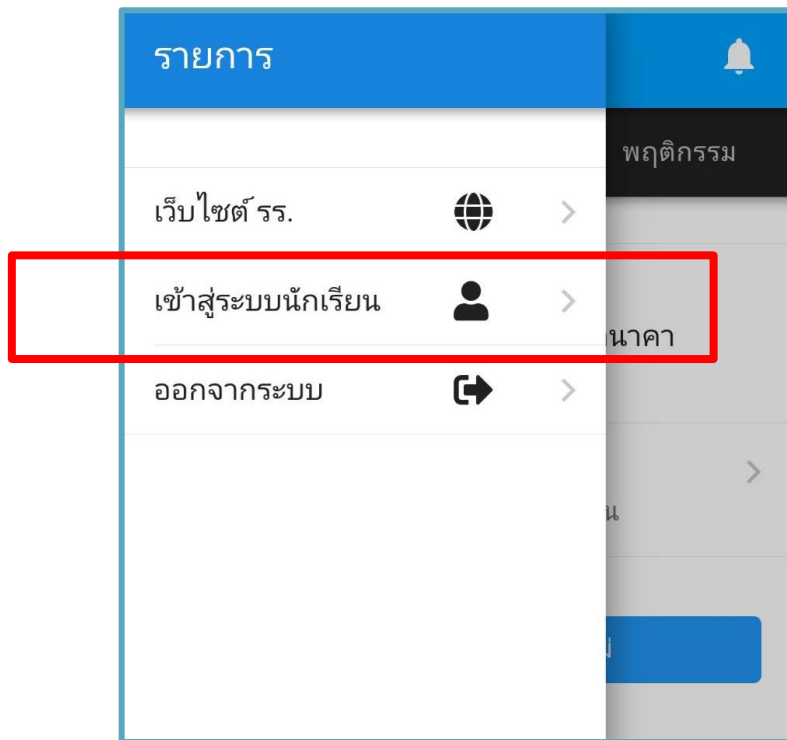 รายการ
พฤติกรรม
เว็บไซต์ รร.
เข้าสู่ระบบนักเรียน
นาคา
ออกจากระบบ
น